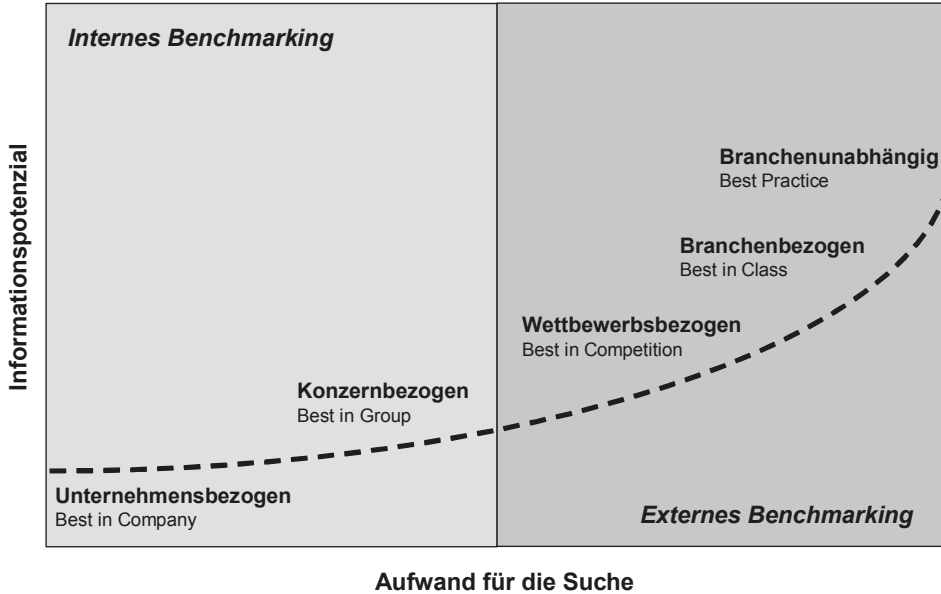 Internes Benchmarking
Informationspotenzial
Branchenunabhängig
Best Practice
Branchenbezogen
Best in Class
Wettbewerbsbezogen
Best in Competition
Konzernbezogen
Best in Group
Unternehmensbezogen
Best in Company
Externes Benchmarking
Aufwand für die Suche